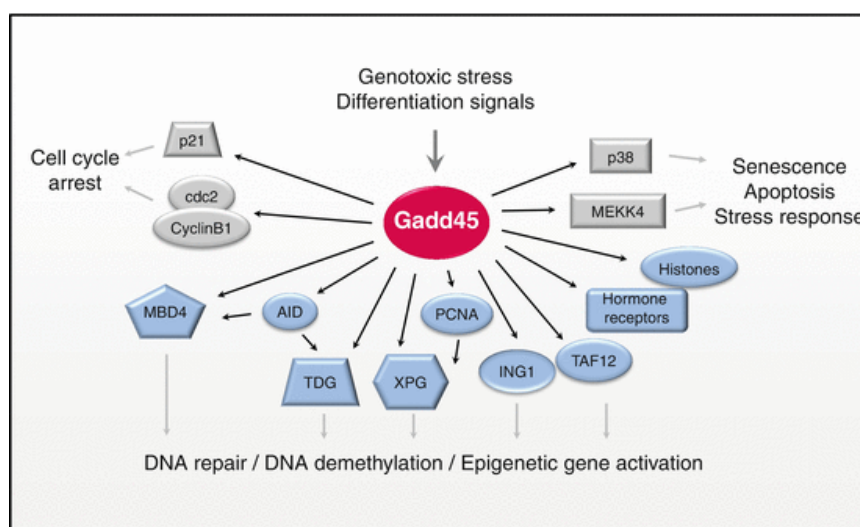 Genotoxic stress
Differentiation signals
p21
Cell cycle
arrest
cdc2
CyclinB1
Gadd45
p38
MEKK4
Senescence
Apoptosis
Stress response
Histones
Hormone
receptors
MBD4
AID
PCNA
TDG
XPG
ING1
TAF12
DNA repair / DNA demethylation / Epigenetic gene activation